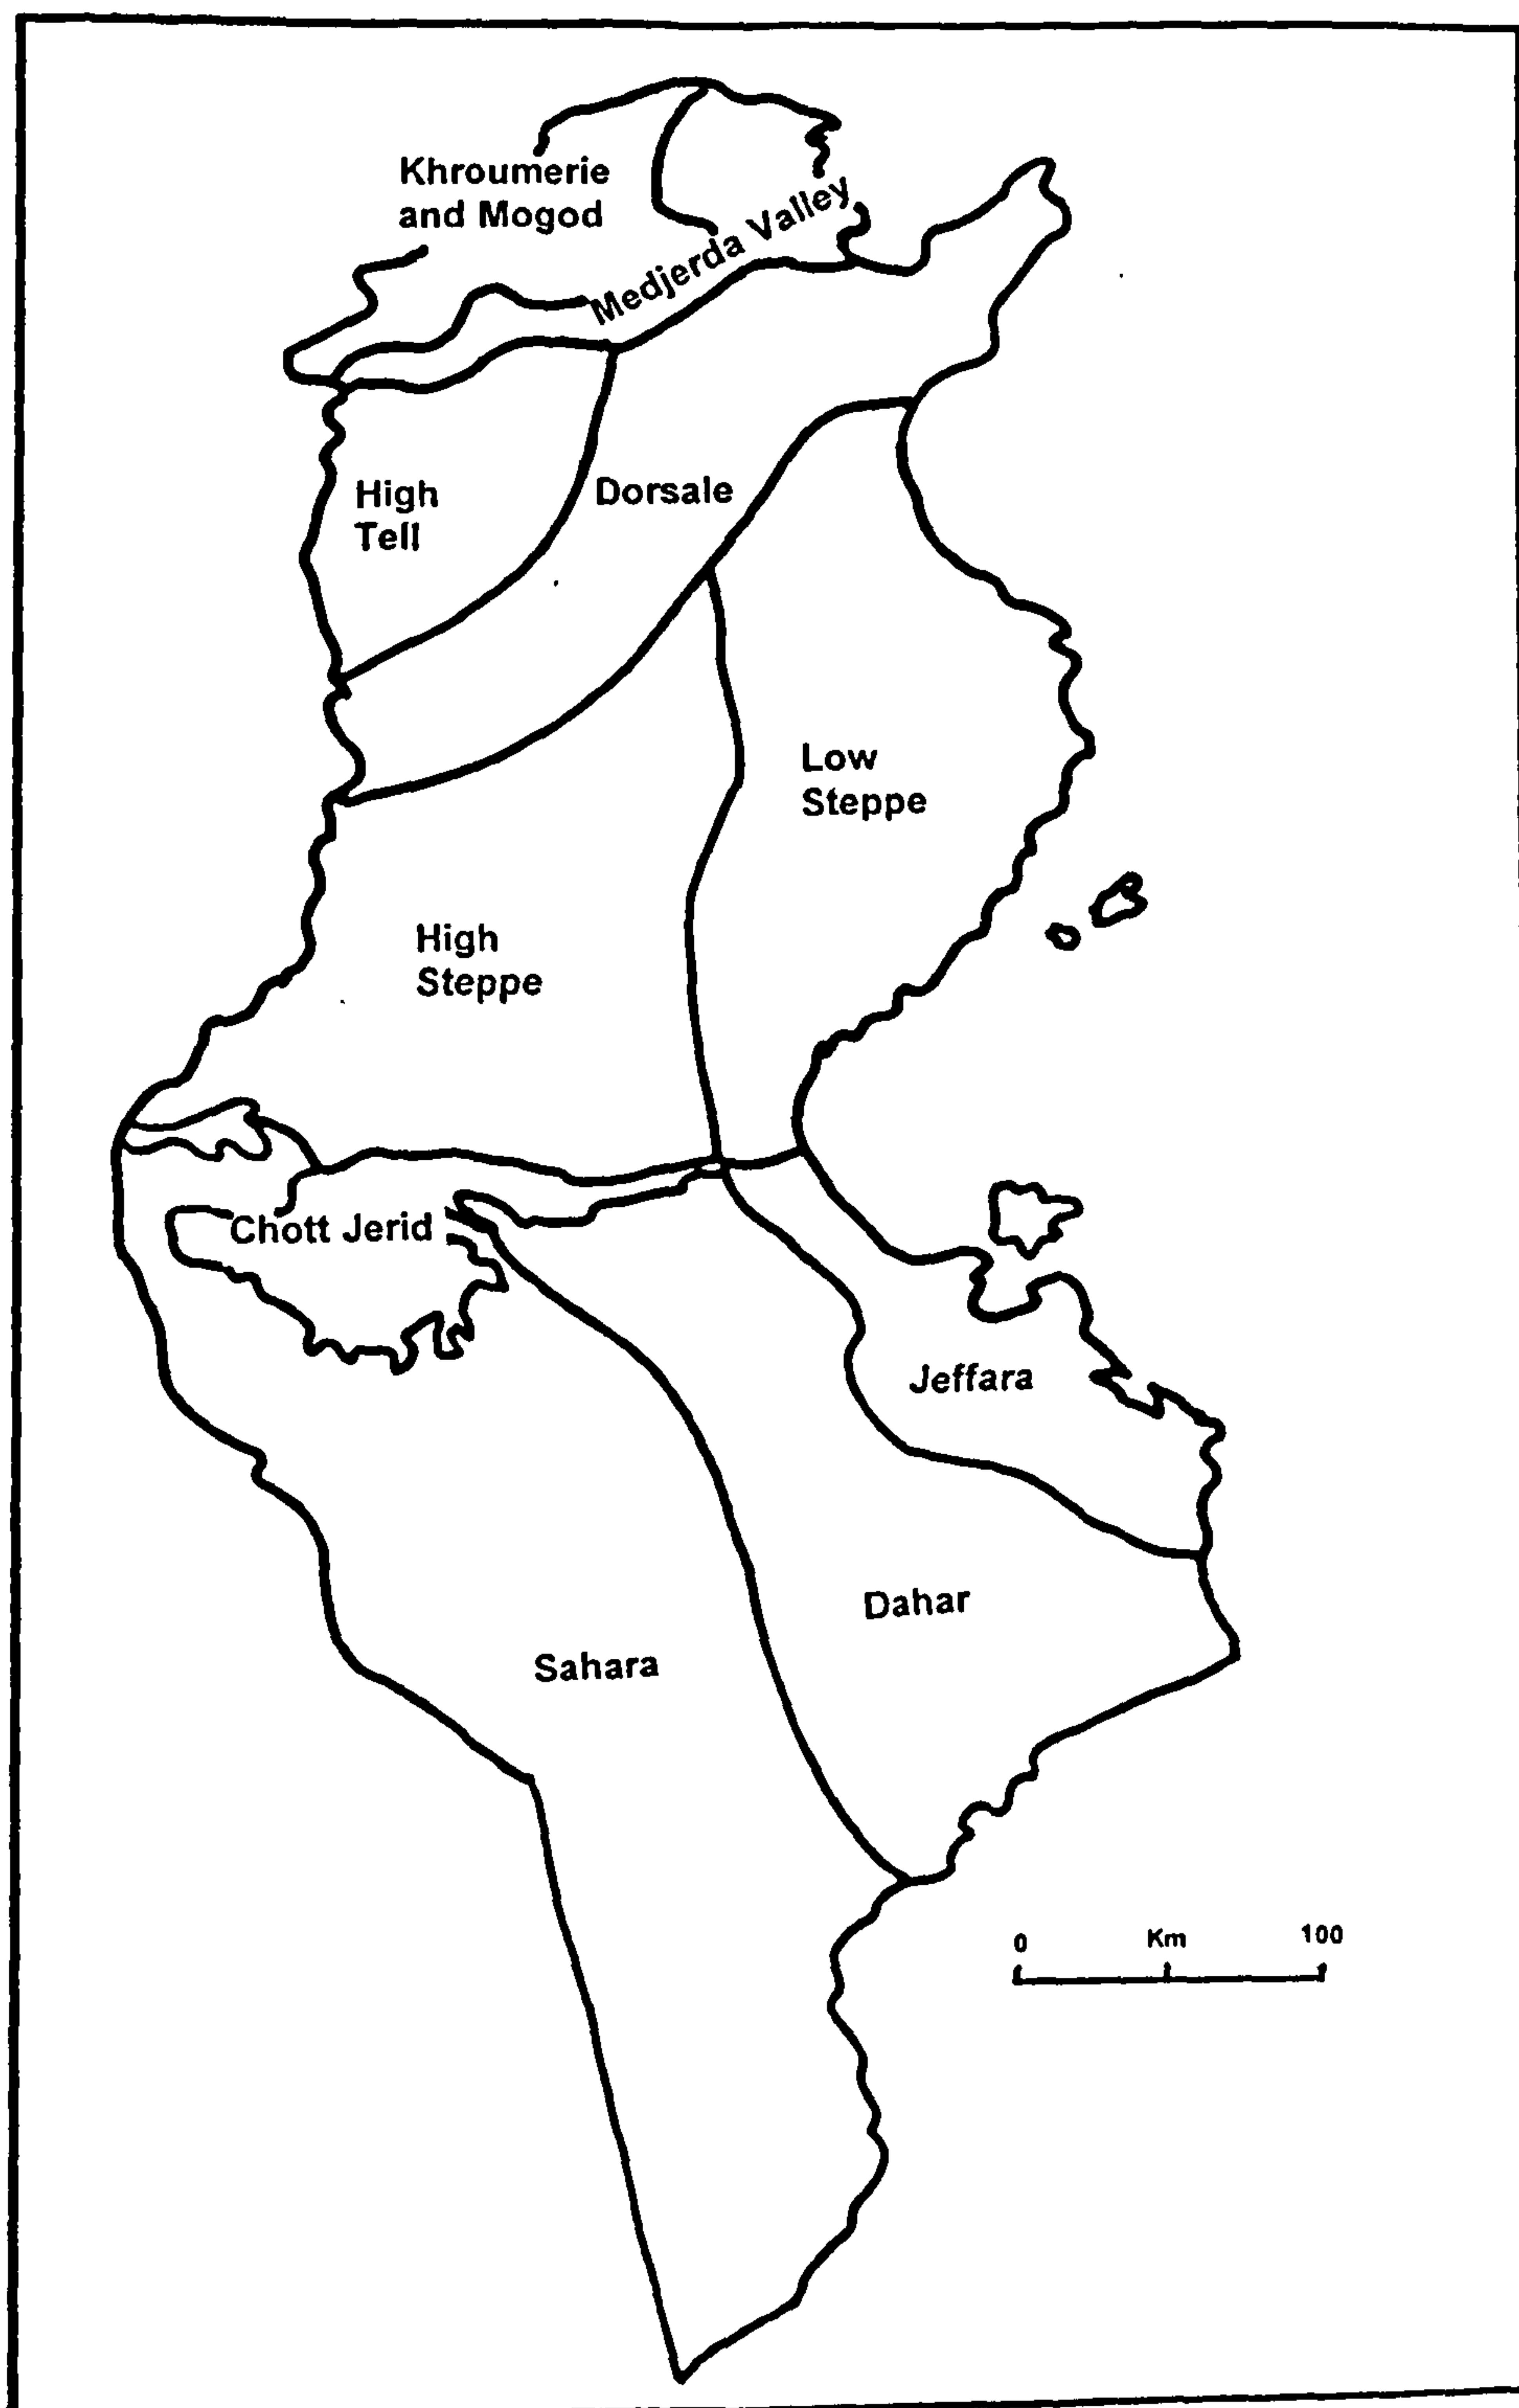 Khroumerie
and Mogod
Medjerda Valley
High
Tell
Dorsale
Low
Steppe
High
Steppe
Chott Jerid
Jeffara
Dahar
Sahara
0 Km 100